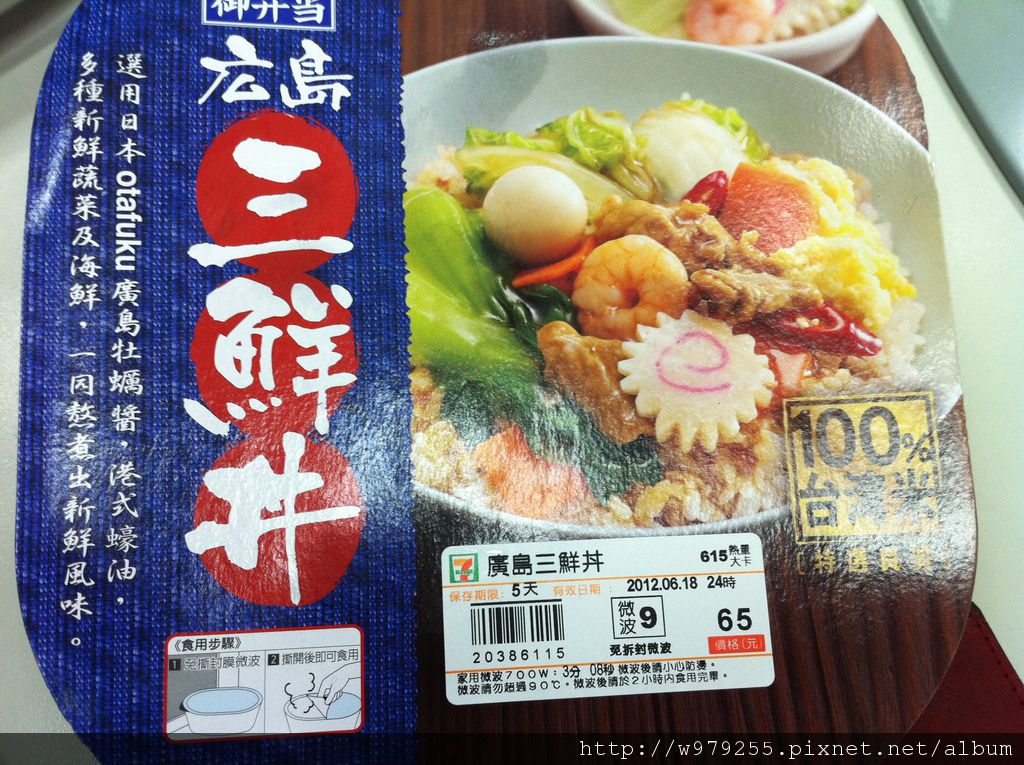 御弁当
広島
三鮮丼
選用日本otafuku廣島牡蠣醬，港式蠔油，
多種新鮮蔬菜及海鮮，一同熬煮出新鮮風味。
《食用步驟》
1 免撕封膜微波
2 撕開後即可食用
100%
台灣米
廣島三鮮丼
615 熱量大卡
保存期限: 5天 有效日期: 2012.06.18 24時
微波 9
65
20386115
免拆封微波
價格(元)
家用微波700W: 3分 08秒 微波後請小心防燙。
微波請勿超過90℃。微波後請於2小時內食用完畢。
http://w979255.pixnet.net/album